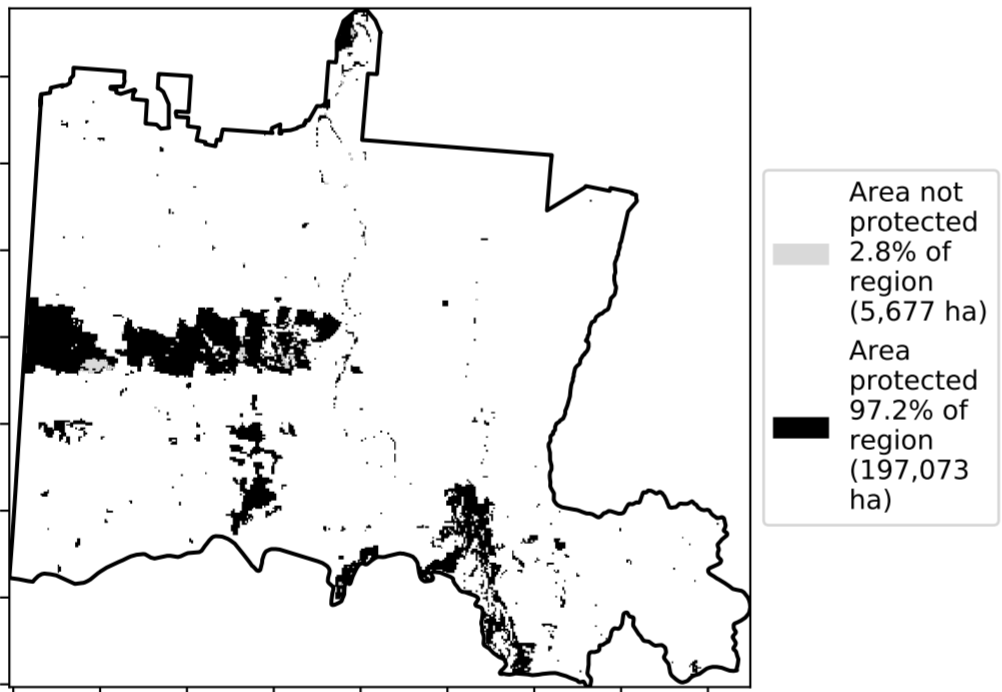 Area not
protected
2.8% of
region
(5,677 ha)
Area
protected
97.2% of
region
(197,073
ha)